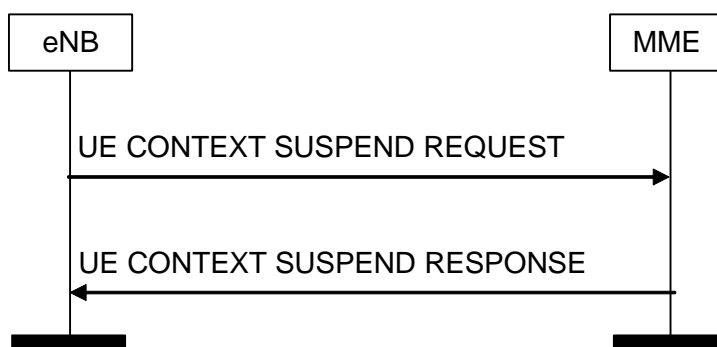 eNB
MME
UE CONTEXT SUSPEND REQUEST
UE CONTEXT SUSPEND RESPONSE